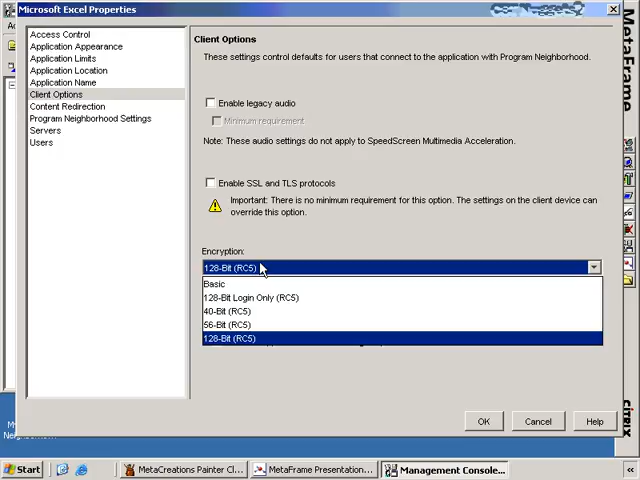 Microsoft Excel Properties
Access Control
Application Appearance
Application Limits
Application Location
Application Name
Client Options
Content Redirection
Program Neighborhood Settings
Servers
Users
Client Options
These settings control defaults for users that connect to the application with Program Neighborhood.
Enable legacy audio
Minimum requirement
Note: These audio settings do not apply to SpeedScreen Multimedia Acceleration.
Enable SSL and TLS protocols
Important: There is no minimum requirement for this option. The settings on the client device can
override this option.
Encryption:
128-Bit (RC5)
Basic
128-Bit Login Only (RC5)
40-Bit (RC5)
56-Bit (RC5)
128-Bit (RC5)
OK
Cancel
Help
MetaFrame
CITRIX
Start
MetaCreations Painter Cl...
MetaFrame Presentation...
Management Console...